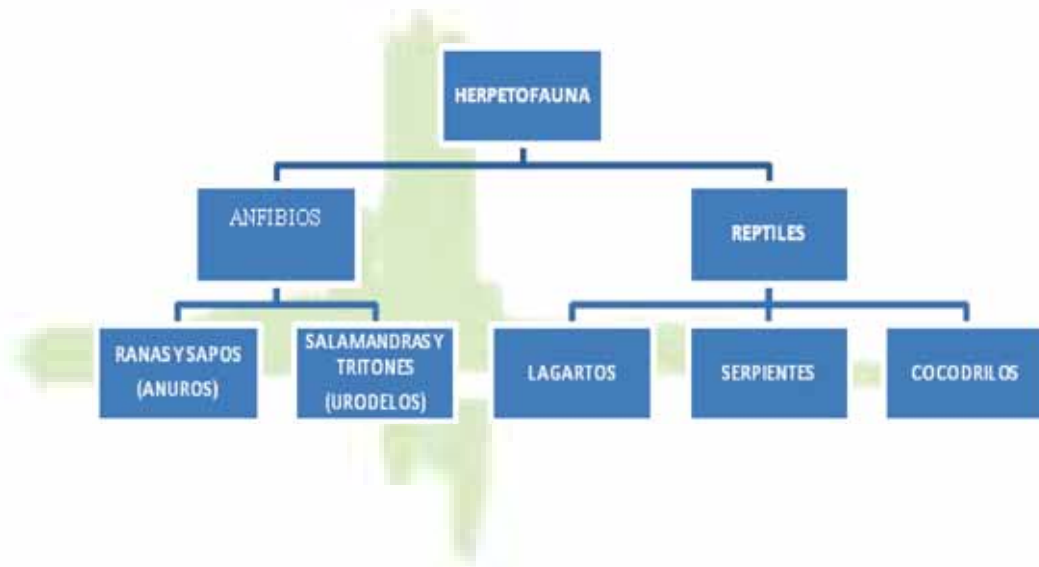 HERPETOFAUNA
ANFIBIOS
REPTILES
RANAS Y SAPOS
(ANUROS)
SALAMANDRAS Y
TRITONES
(URODELOS)
LAGARTOS
SERPIENTES
COCODRILOS